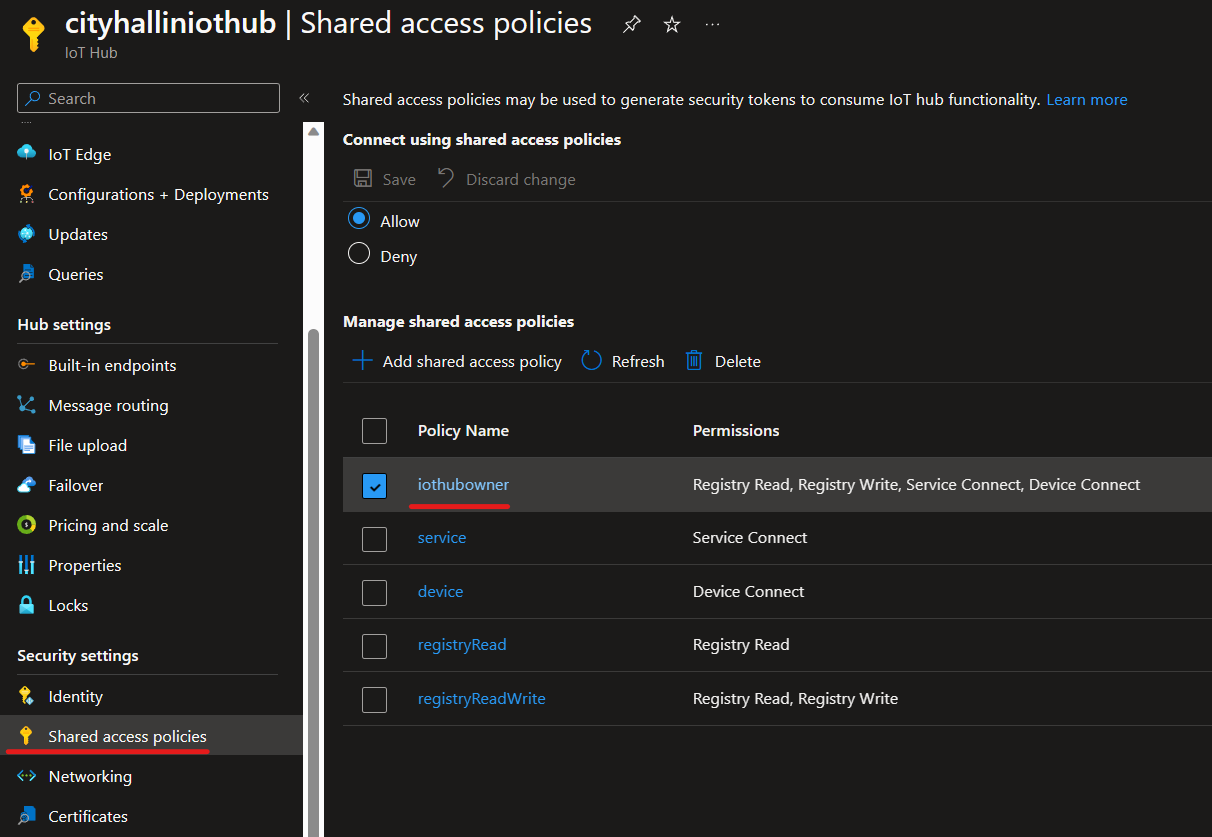 cityhalliniothub | Shared access policies
IoT Hub
Search
Shared access policies may be used to generate security tokens to consume IoT hub functionality. Learn more
IoT Edge
Configurations + Deployments
Updates
Queries
Hub settings
Built-in endpoints
Message routing
File upload
Failover
Pricing and scale
Properties
Locks
Security settings
Identity
Shared access policies
Networking
Certificates
Connect using shared access policies
Save Discard change
Allow
Deny
Manage shared access policies
Add shared access policy Refresh Delete
Policy Name Permissions
iothubowner Registry Read, Registry Write, Service Connect, Device Connect
service Service Connect
device Device Connect
registryRead Registry Read
registryReadWrite Registry Read, Registry Write